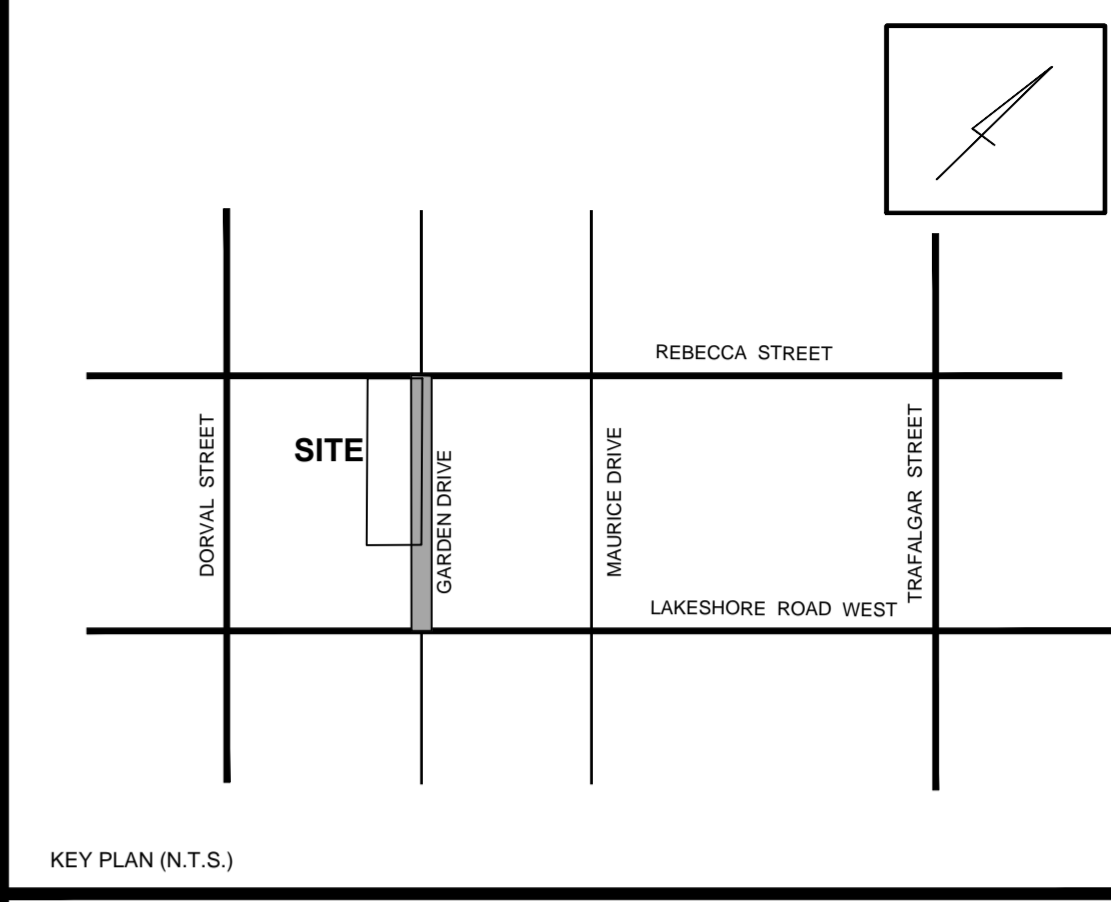 REBECCA STREET
SITE
DORVAL STREET
GARDEN DRIVE
MAURICE DRIVE
TRAFALGAR STREET
LAKESHORE ROAD WEST
KEY PLAN (N.T.S.)